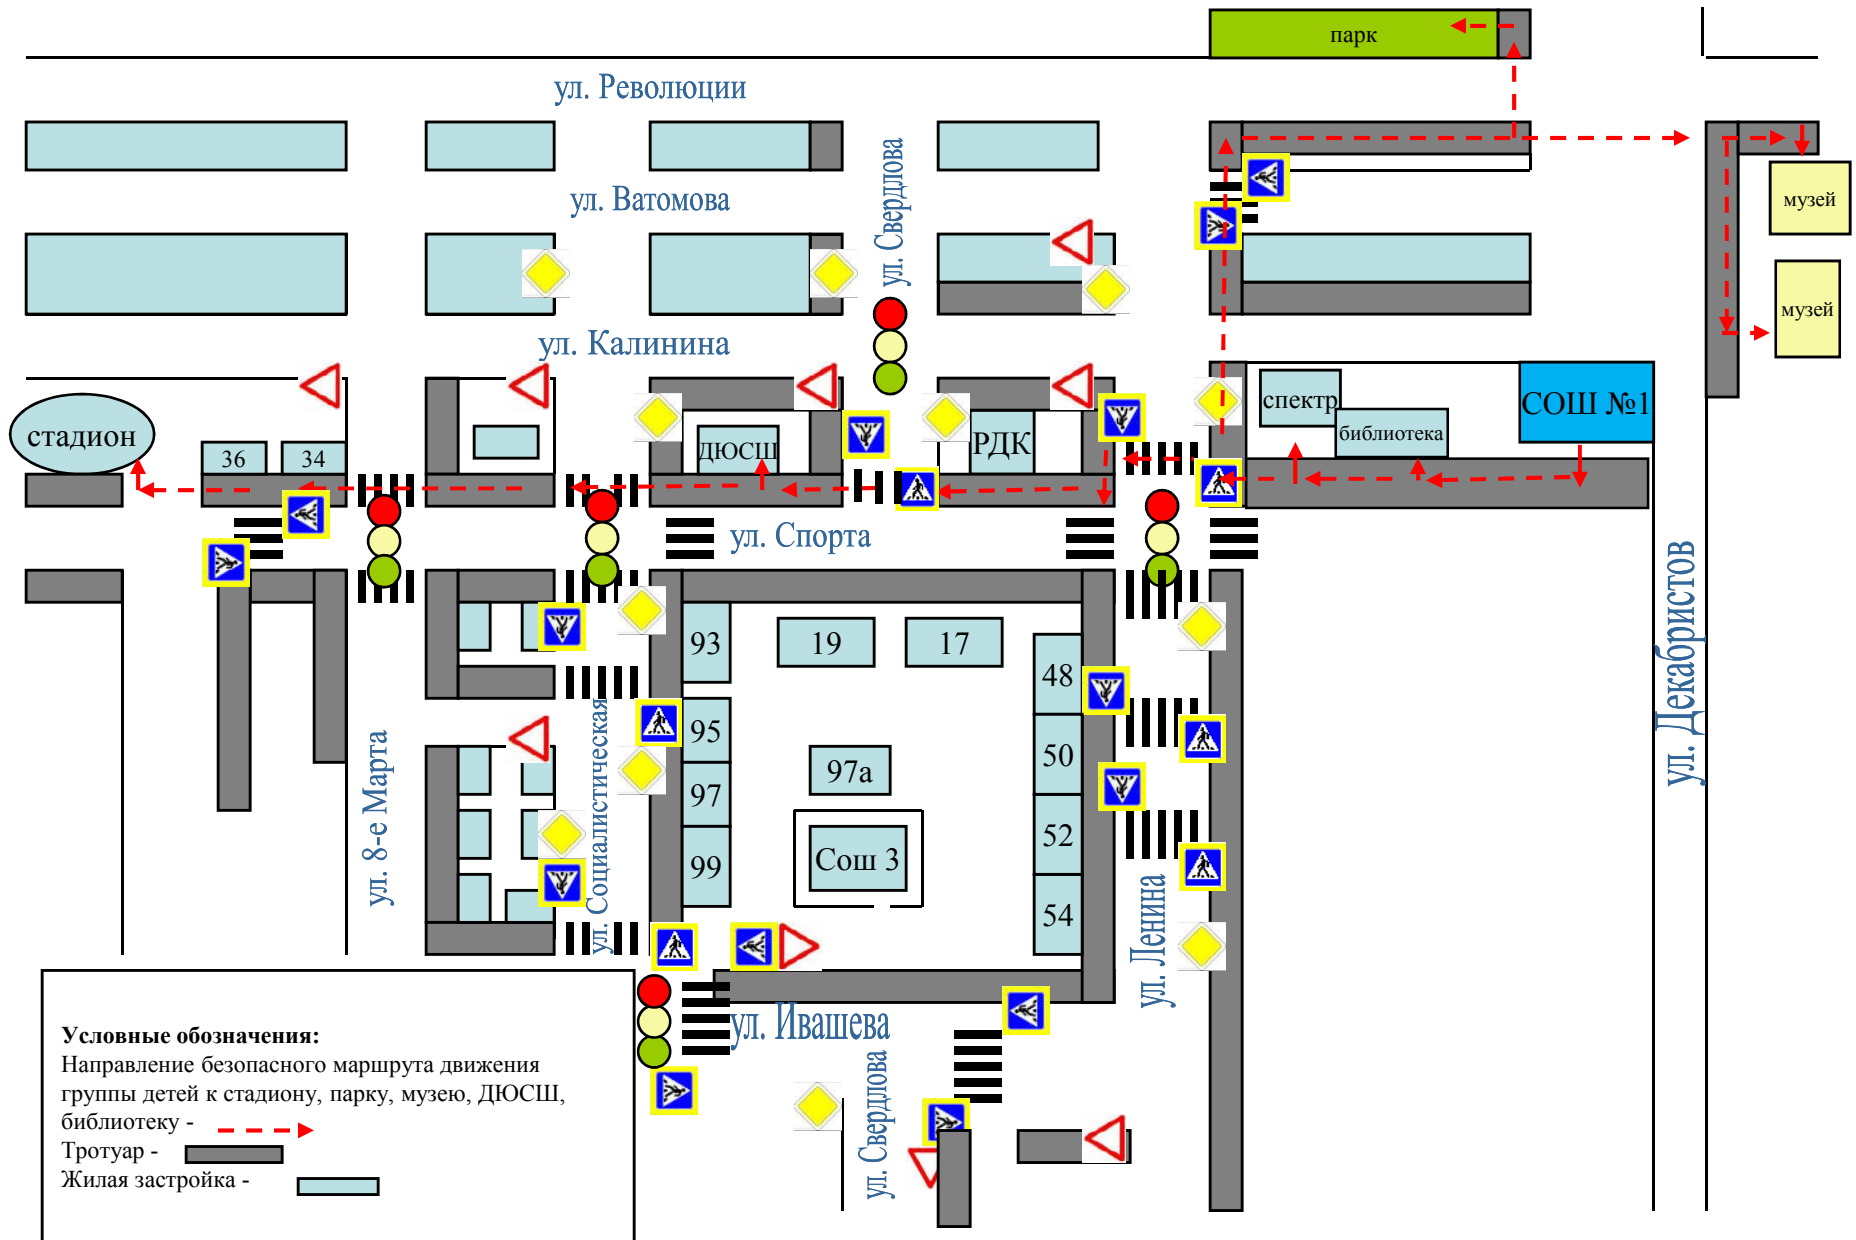 парк
ул. Революции
ул. Свердлова
ул. Ватомова
музей
музей
ул. Калинина
спектр
СОШ №1
стадион
36
34
ДЮСШ
РДК
библиотека
ул. Спорта
ул. Декабристов
93
19
17
48
95
50
97а
97
52
99
Сош 3
54
ул. 8-е Марта
ул. Социалистическая
ул. Ленина
ул. Ивашева
ул. Свердлова
Условные обозначения:
Направление безопасного маршрута движения
группы детей к стадиону, парку, музею, ДЮСШ,
библиотеку -
Тротуар -
Жилая застройка -